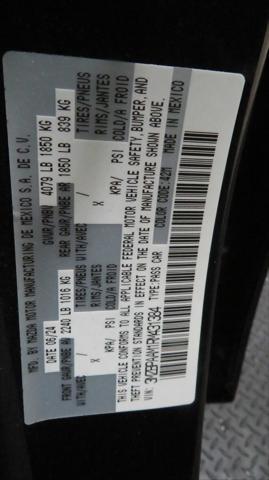 MFD. BY MAZDA MOTOR MANUFACTURING DE MEXICO S.A. DE C.V.
DATE 06/24 GVWR/PNBV 4079 LB 1850 KG
FRONT GAWR/PNBE AV 2240 LB 1016 KG REAR GAWR/PNBE AR 1850 LB 839 KG
WITH/AVEC TIRES/PNEUS WITH/AVEC TIRES/PNEUS
X RIMS/JANTES X RIMS/JANTES
KPA/ PSI COLD/A FROID KPA/ PSI COLD/A FROID
THIS VEHICLE CONFORMS TO ALL APPLICABLE FEDERAL MOTOR VEHICLE SAFETY, BUMPER, AND
THEFT PREVENTION STANDARDS IN EFFECT ON THE DATE OF MANUFACTURE SHOWN ABOVE.
VIN: TYPE: PASS CAR COLOR CODE: 42M MADE IN MEXICO